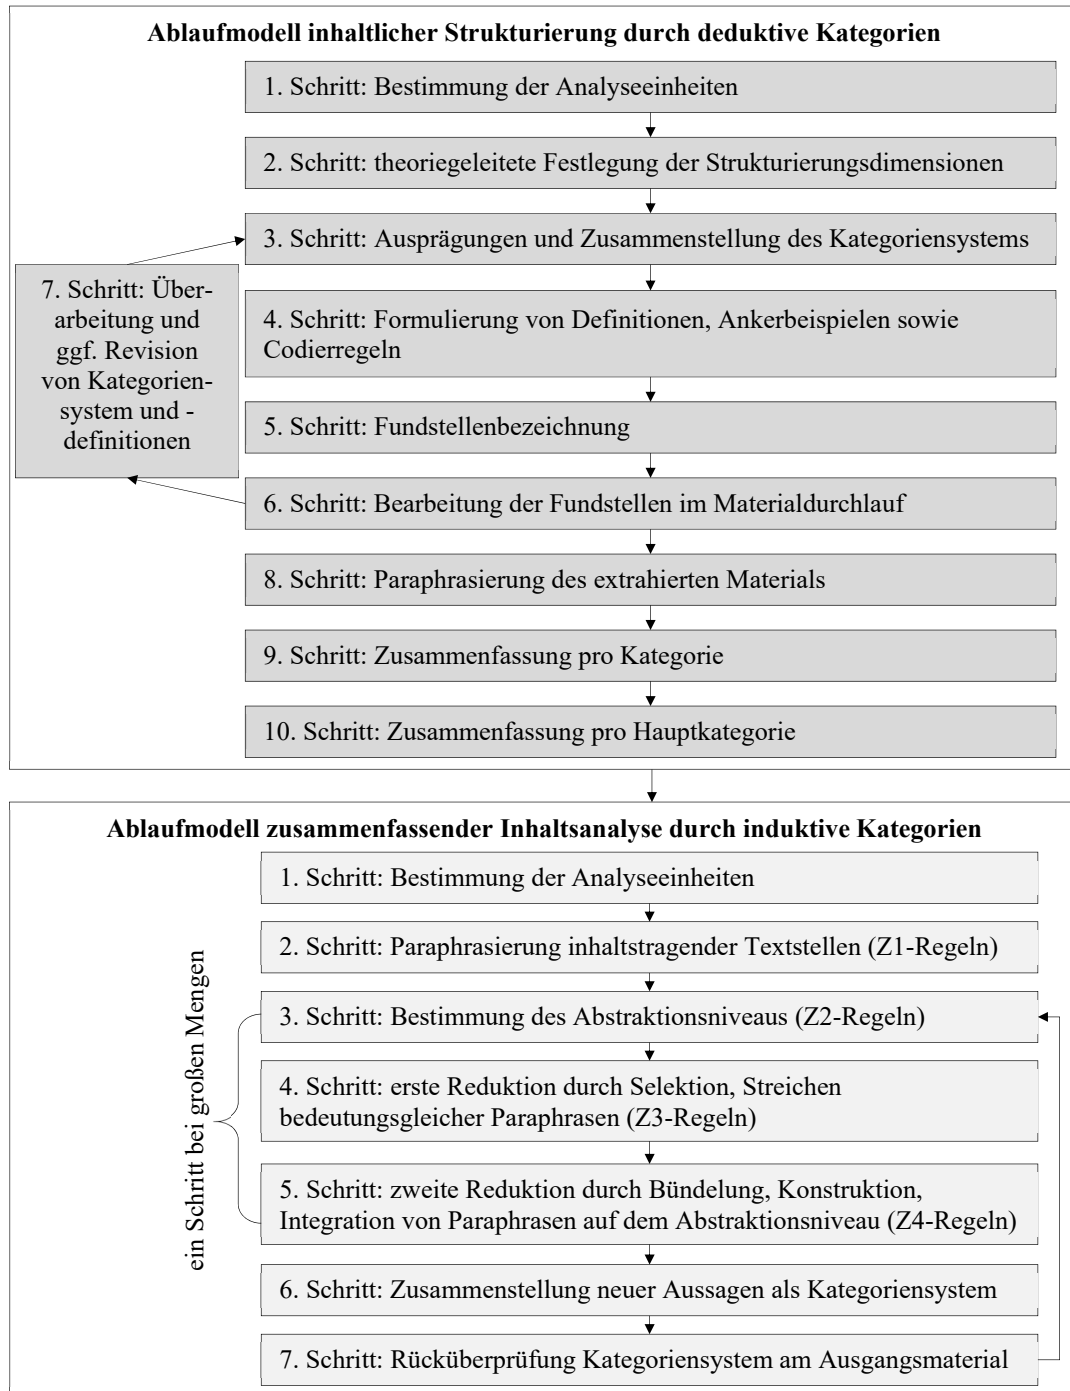 Ablaufmodell inhaltlicher Strukturierung durch deduktive Kategorien
1. Schritt: Bestimmung der Analyseeinheiten
2. Schritt: theoriegeleitete Festlegung der Strukturierungsdimensionen
3. Schritt: Ausprägungen und Zusammenstellung des Kategoriensystems
4. Schritt: Formulierung von Definitionen, Ankerbeispielen sowie
Codierregeln
5. Schritt: Fundstellenbezeichnung
6. Schritt: Bearbeitung der Fundstellen im Materialdurchlauf
7. Schritt: Über-
arbeitung und
ggf. Revision
von Kategorien-
system und -
definitionen
8. Schritt: Paraphrasierung des extrahierten Materials
9. Schritt: Zusammenfassung pro Kategorie
10. Schritt: Zusammenfassung pro Hauptkategorie
Ablaufmodell zusammenfassender Inhaltsanalyse durch induktive Kategorien
1. Schritt: Bestimmung der Analyseeinheiten
2. Schritt: Paraphrasierung inhaltstragender Textstellen (Z1-Regeln)
3. Schritt: Bestimmung des Abstraktionsniveaus (Z2-Regeln)
4. Schritt: erste Reduktion durch Selektion, Streichen
bedeutungsgleicher Paraphrasen (Z3-Regeln)
5. Schritt: zweite Reduktion durch Bündelung, Konstruktion,
Integration von Paraphrasen auf dem Abstraktionsniveau (Z4-Regeln)
ein Schritt bei großen Mengen
6. Schritt: Zusammenstellung neuer Aussagen als Kategoriensystem
7. Schritt: Rücküberprüfung Kategoriensystem am Ausgangsmaterial